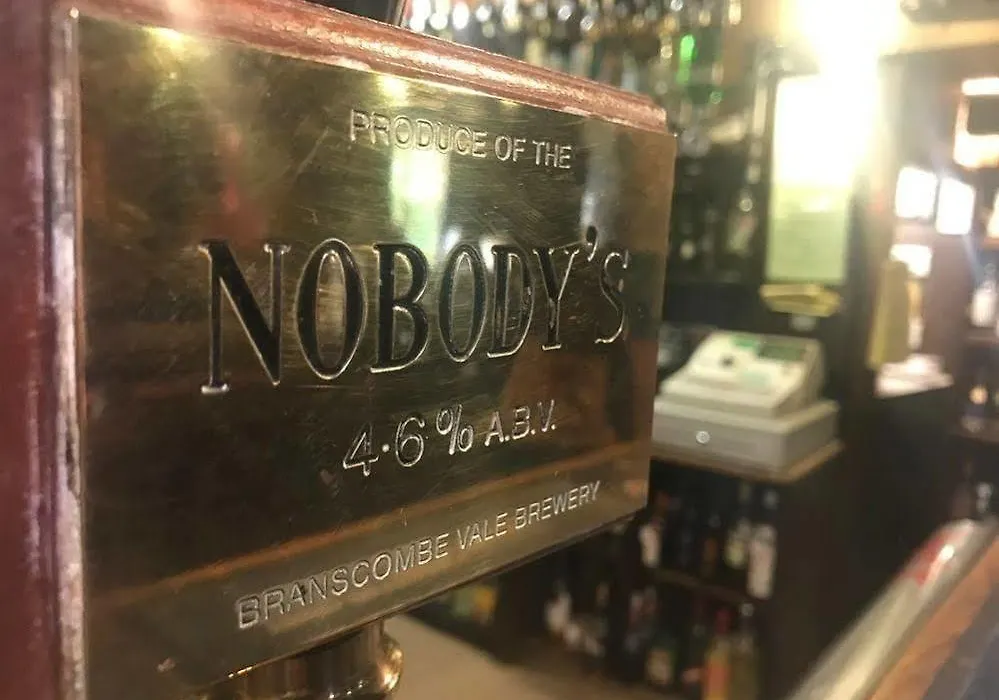 PRODUCE OF THE
NOBODY'S
4·6% A.B.V.
BRANSCOMBE VALE BREWERY